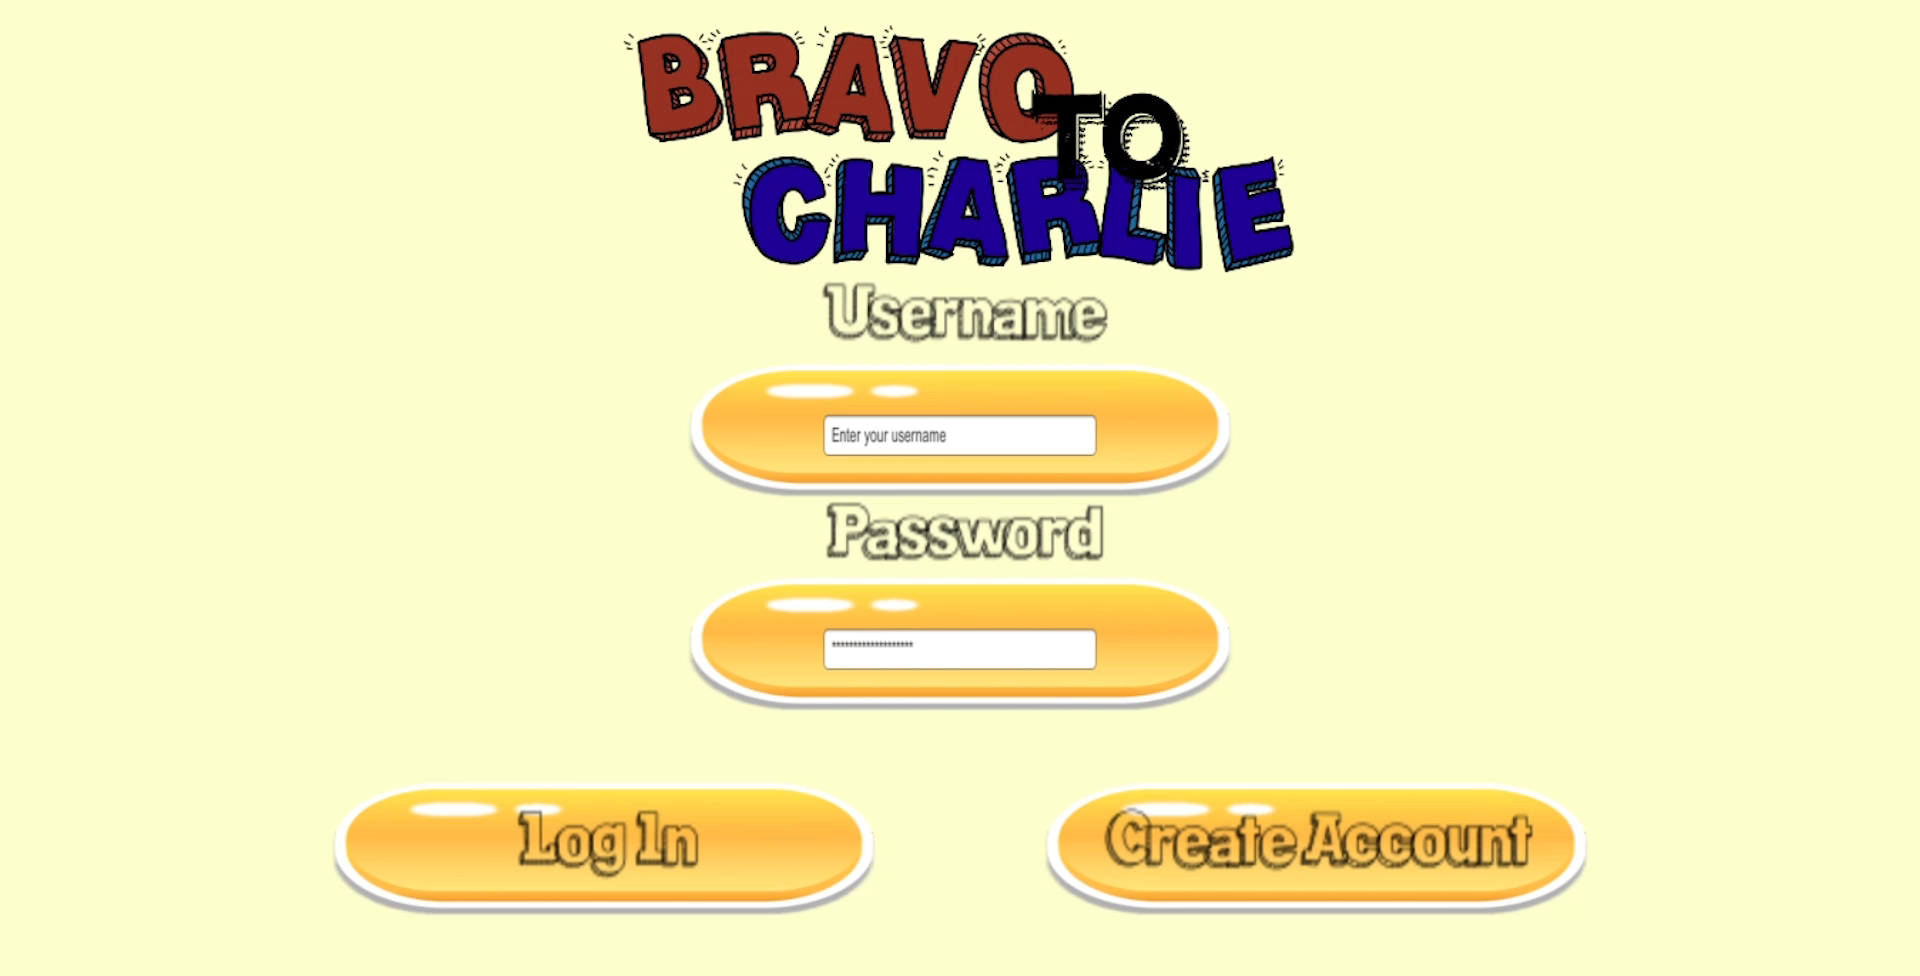 BRAVO
TO
CHARLIE
Username
Enter your username
Password
*******************
Log In
Create Account